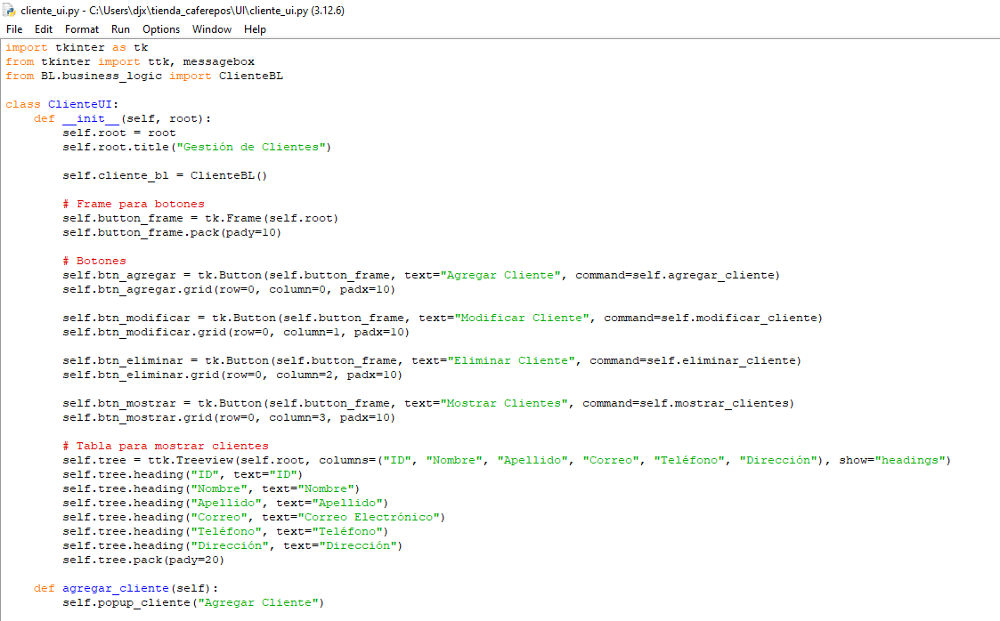 cliente_ui.py - C:\Users\djx\tienda_caferepos\UI\cliente_ui.py (3.12.6)
File Edit Format Run Options Window Help
import tkinter as tk
from tkinter import ttk, messagebox
from BL.business_logic import ClienteBL

class ClienteUI:
    def __init__(self, root):
        self.root = root
        self.root.title("Gestión de Clientes")

        self.cliente_bl = ClienteBL()

        # Frame para botones
        self.button_frame = tk.Frame(self.root)
        self.button_frame.pack(pady=10)

        # Botones
        self.btn_agregar = tk.Button(self.button_frame, text="Agregar Cliente", command=self.agregar_cliente)
        self.btn_agregar.grid(row=0, column=0, padx=10)

        self.btn_modificar = tk.Button(self.button_frame, text="Modificar Cliente", command=self.modificar_cliente)
        self.btn_modificar.grid(row=0, column=1, padx=10)

        self.btn_eliminar = tk.Button(self.button_frame, text="Eliminar Cliente", command=self.eliminar_cliente)
        self.btn_eliminar.grid(row=0, column=2, padx=10)

        self.btn_mostrar = tk.Button(self.button_frame, text="Mostrar Clientes", command=self.mostrar_clientes)
        self.btn_mostrar.grid(row=0, column=3, padx=10)

        # Tabla para mostrar clientes
        self.tree = ttk.Treeview(self.root, columns=("ID", "Nombre", "Apellido", "Correo", "Teléfono", "Dirección"), show="headings")
        self.tree.heading("ID", text="ID")
        self.tree.heading("Nombre", text="Nombre")
        self.tree.heading("Apellido", text="Apellido")
        self.tree.heading("Correo", text="Correo Electrónico")
        self.tree.heading("Teléfono", text="Teléfono")
        self.tree.heading("Dirección", text="Dirección")
        self.tree.pack(pady=20)

    def agregar_cliente(self):
        self.popup_cliente("Agregar Cliente")